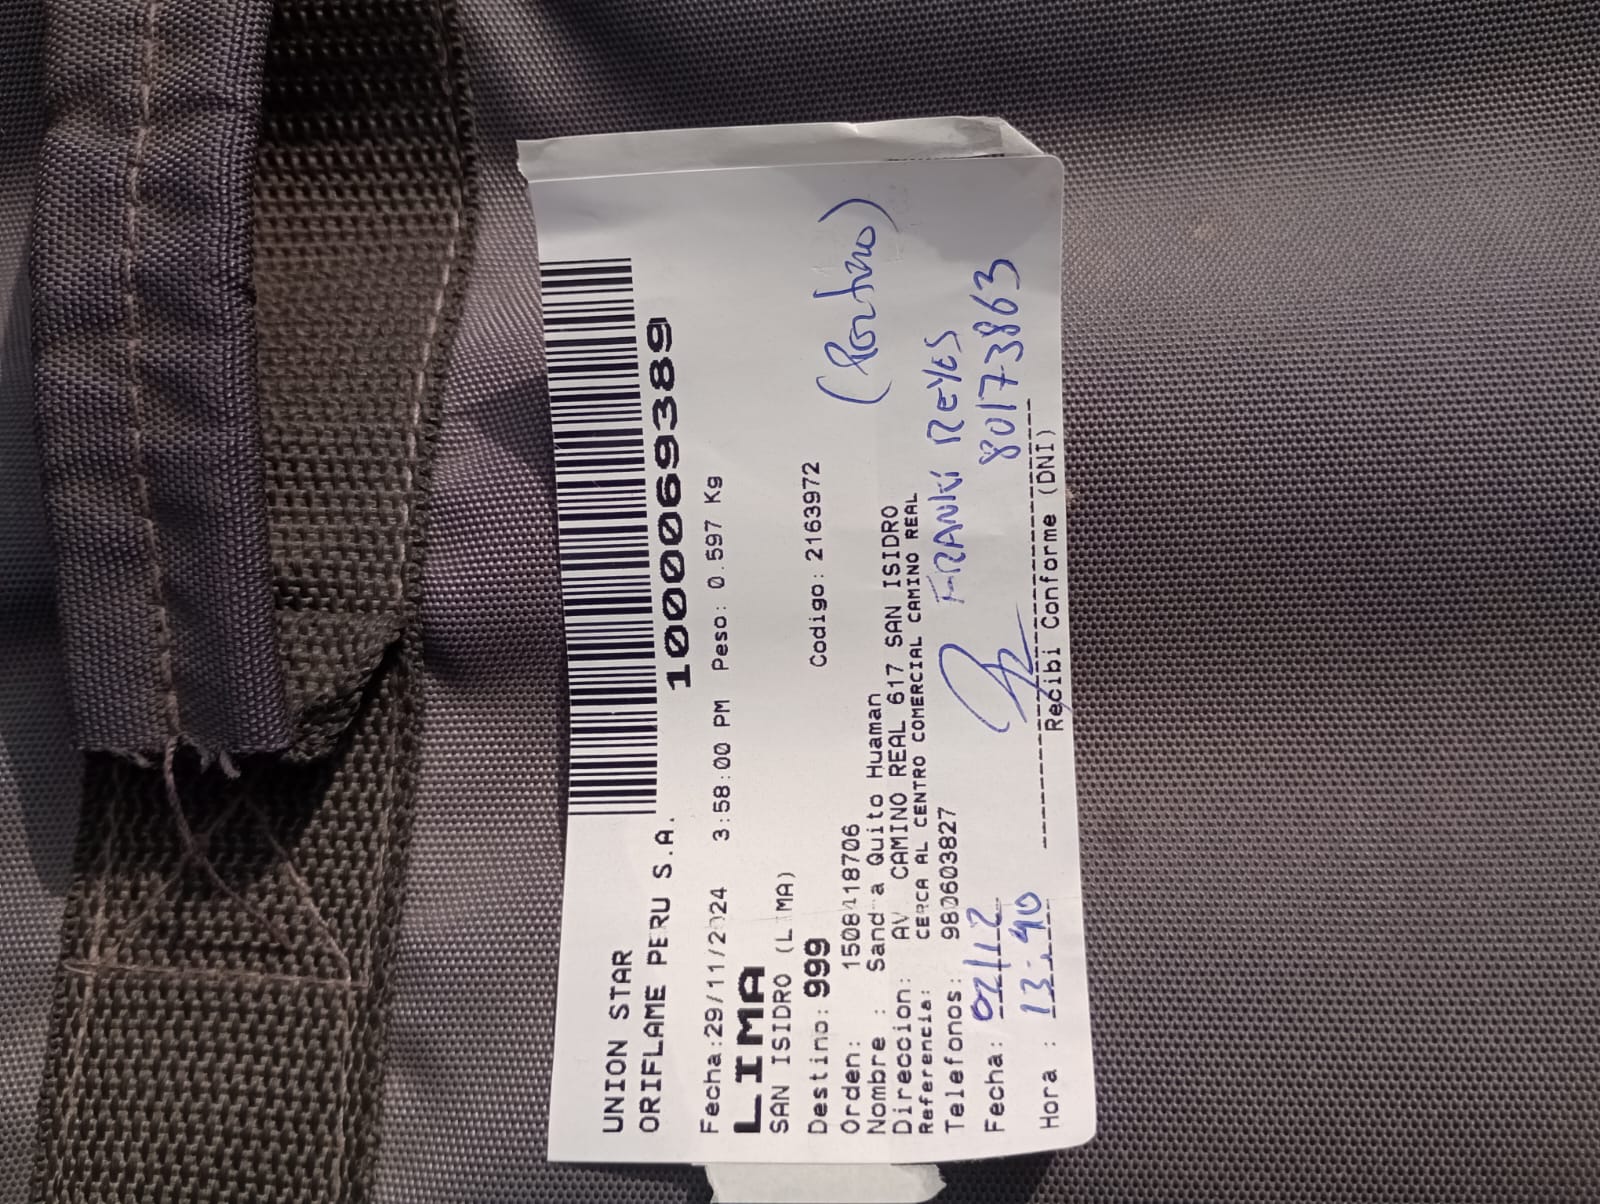 UNION STAR
ORIFLAME PERU S.A.
1000069389
Fecha:29/11/2024 3:58:00 PM Peso: 0.597 Kg
LIMA
SAN ISIDRO (LIMA)
Destino: 999 Codigo: 2163972
Orden: 15084118706
Nombre : Sand a Quito Huaman
Direccion: AV CAMINO REAL 617 SAN ISIDRO
Referencia: CERCA AL CENTRO COMERCIAL CAMINO REAL
Telefonos: 980603827
FRANKI REYES
80173863
Fecha: 02/12
Hora : 13:40
Recibi Conforme (DNI)